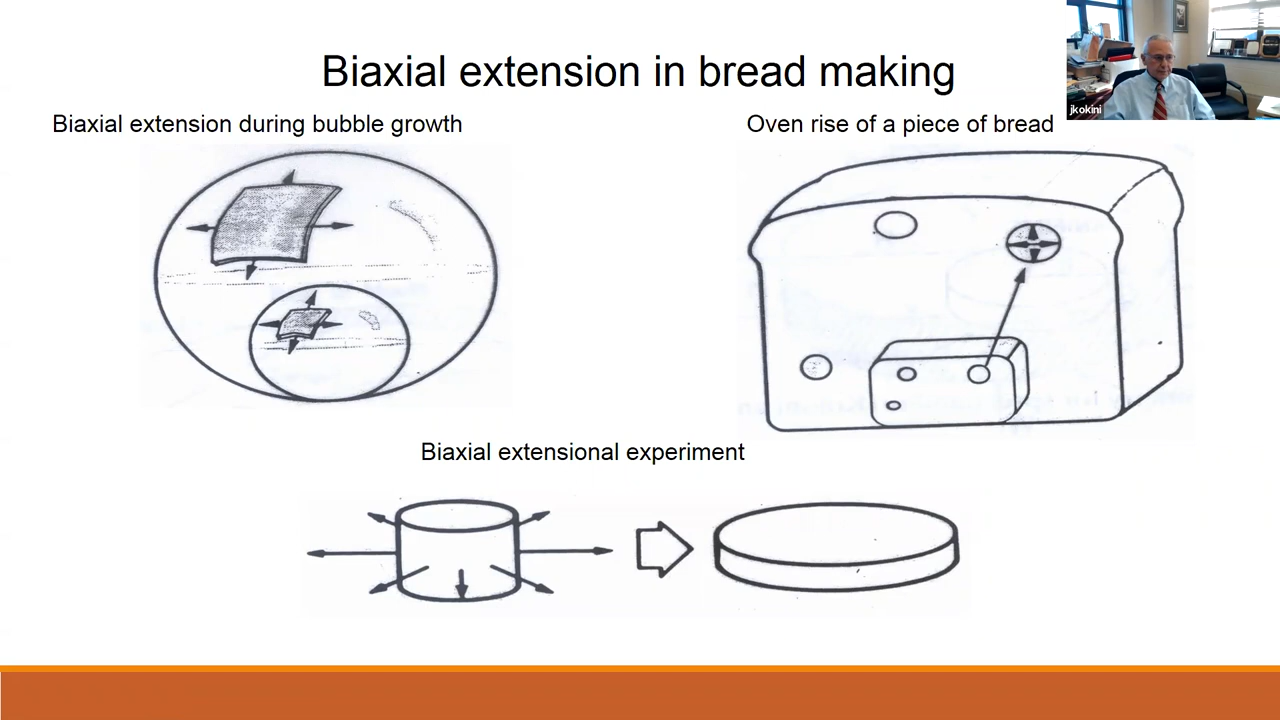 Biaxial extension in bread making
jkokini
Biaxial extension during bubble growth
Oven rise of a piece of bread
Biaxial extensional experiment